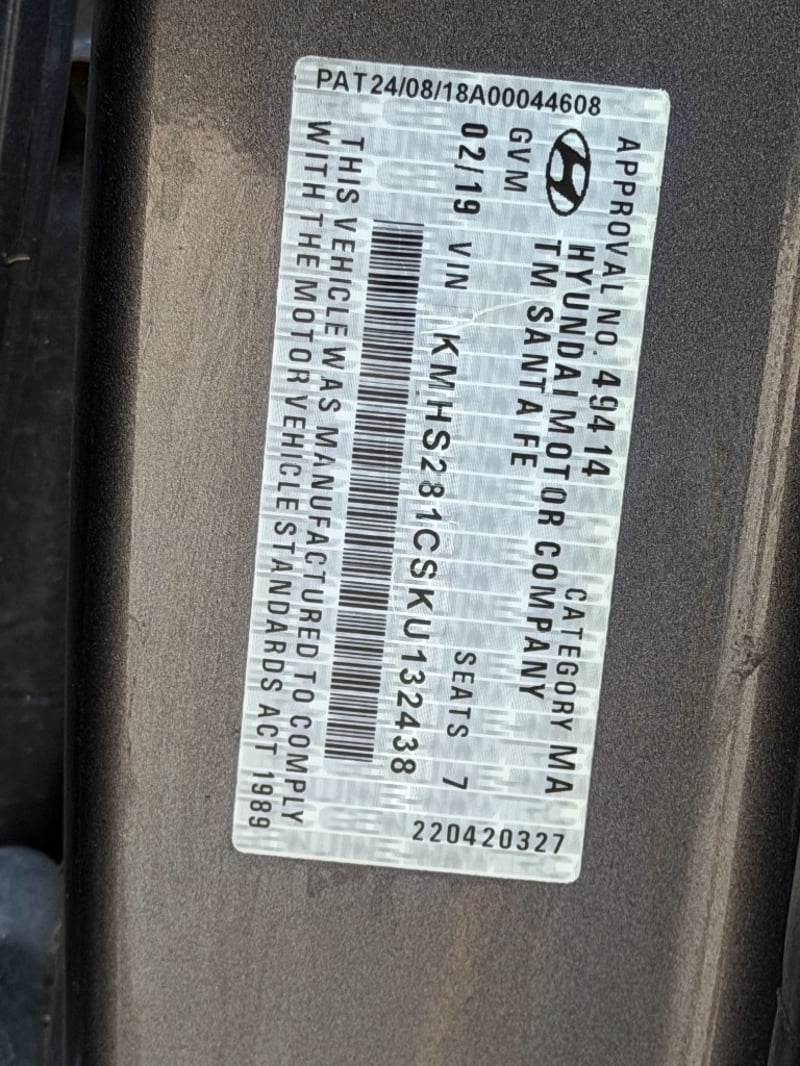 APPROVAL NO. 49414 CATEGORY MA
HYUNDAI MOTOR COMPANY
TM SANTA FE
GVM SEATS 7
02/19 VIN KMHS281CSKU132438
THIS VEHICLE WAS MANUFACTURED TO COMPLY
WITH THE MOTOR VEHICLE STANDARDS ACT 1989
PAT24/08/18A00044608
220420327